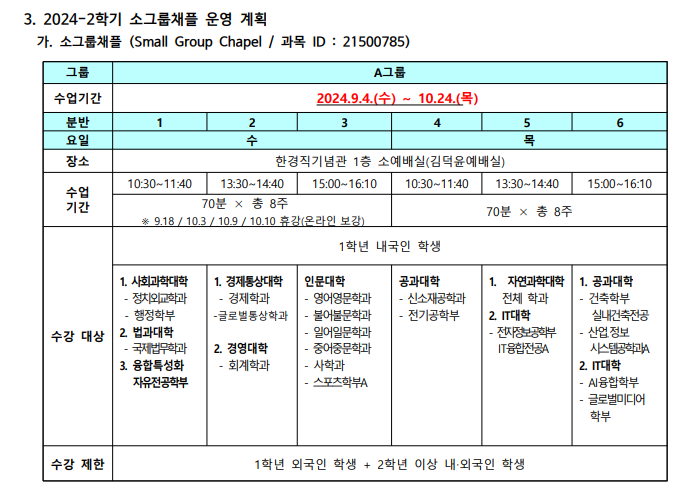 3. 2024-2학기 소그룹채플 운영 계획
가. 소그룹채플 (Small Group Chapel / 과목 ID : 21500785)
그룹 A그룹
수업기간 2024.9.4.(수) ~ 10.24.(목)
분반 1 2 3 4 5 6
요일 수 목
장소 한경직기념관 1층 소예배실(김덕윤예배실)
수업
기간
10:30~11:40 13:30~14:40 15:00~16:10 10:30~11:40 13:30~14:40 15:00~16:10
70분 × 총 8주
※ 9.18 / 10.3 / 10.9 / 10.10 휴강(온라인 보강)
70분 × 총 8주
수강 대상
1학년 내국인 학생
1. 사회과학대학
- 정치외교학과
- 행정학부
2. 법과대학
- 국제법무학과
3. 융합특성화
자유전공학부
1. 경제통상대학
- 경제학과
-글로벌통상학과
2. 경영대학
- 회계학과
인문대학
- 영어영문학과
- 불어불문학과
- 일어일문학과
- 중어중문학과
- 사학과
- 스포츠학부A
공과대학
- 신소재공학과
- 전기공학부
1. 자연과학대학
전체 학과
2. IT대학
- 전자정보공학부
IT융합전공A
1. 공과대학
- 건축학부
실내건축전공
- 산업.정보
시스템공학과A
2. IT대학
- AI융합학부
- 글로벌미디어
학부
수강 제한 1학년 외국인 학생 + 2학년 이상 내·외국인 학생